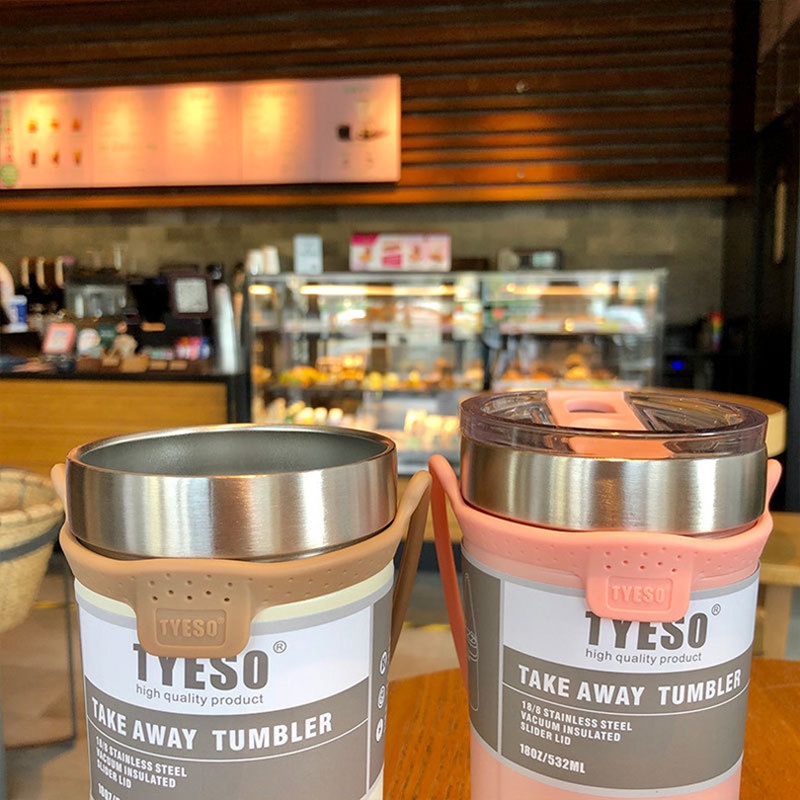 TYESO
TYESO®
high quality product
TAKE AWAY TUMBLER
18/8 STAINLESS STEEL
VACUUM INSULATED
SLIDER LID
TYESO
TYESO®
high quality product
TAKE AWAY TUMBLER
18/8 STAINLESS STEEL
VACUUM INSULATED
SLIDER LID
18OZ/532ML